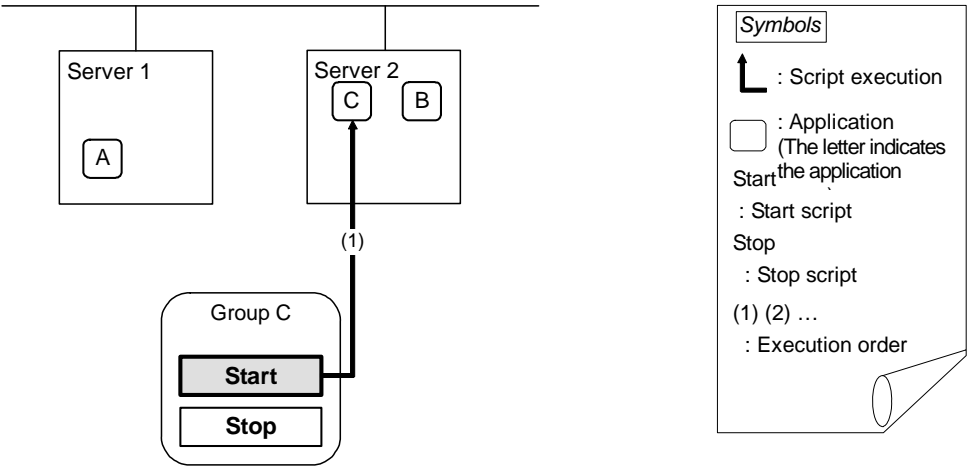 Server 1
A
Server 2
C
B
(1)
Group C
Start
Stop
Symbols
: Script execution
: Application
(The letter indicates
the application
Start
: Start script
Stop
: Stop script
(1) (2) …
: Execution order